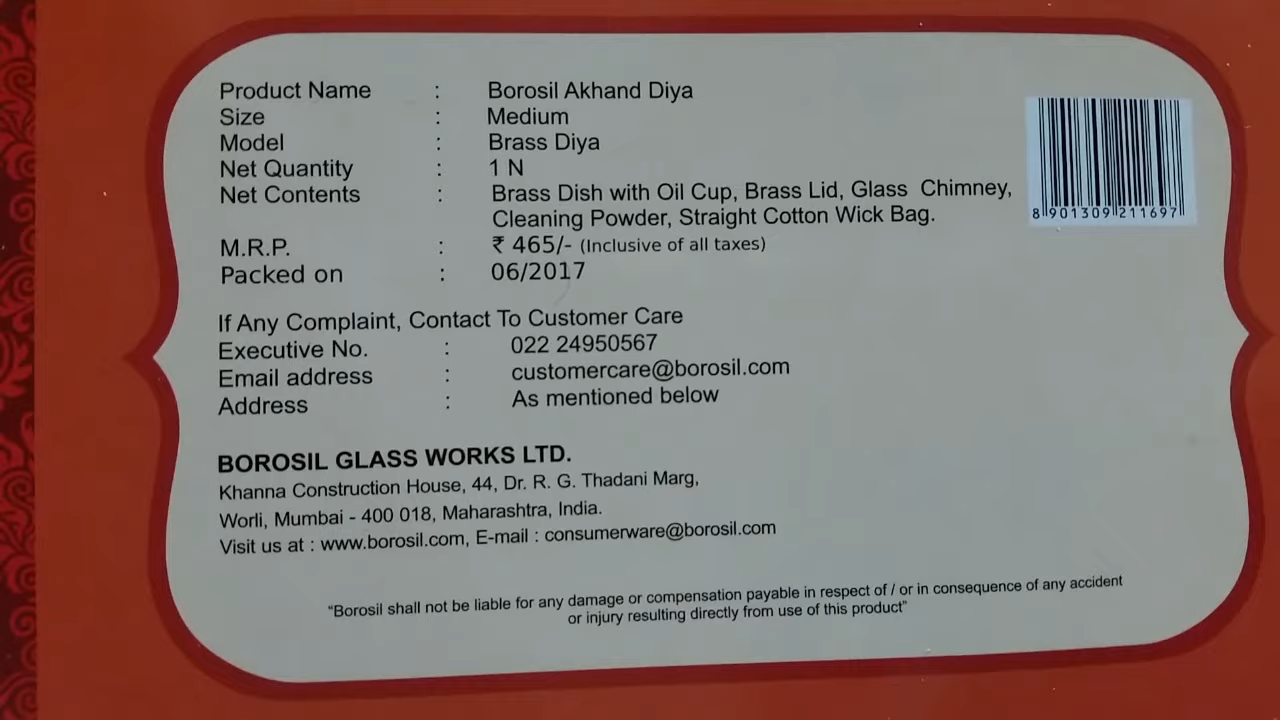 Product Name : Borosil Akhand Diya
Size : Medium
Model : Brass Diya
Net Quantity : 1 N
Net Contents : Brass Dish with Oil Cup, Brass Lid, Glass Chimney,
Cleaning Powder, Straight Cotton Wick Bag.
M.R.P. : ₹ 465/- (Inclusive of all taxes)
Packed on : 06/2017
8 901309 211697
If Any Complaint, Contact To Customer Care
Executive No. : 022 24950567
Email address : customercare@borosil.com
Address : As mentioned below
BOROSIL GLASS WORKS LTD.
Khanna Construction House, 44, Dr. R. G. Thadani Marg,
Worli, Mumbai - 400 018, Maharashtra, India.
Visit us at : www.borosil.com, E-mail : consumerware@borosil.com
“Borosil shall not be liable for any damage or compensation payable in respect of / or in consequence of any accident
or injury resulting directly from use of this product”